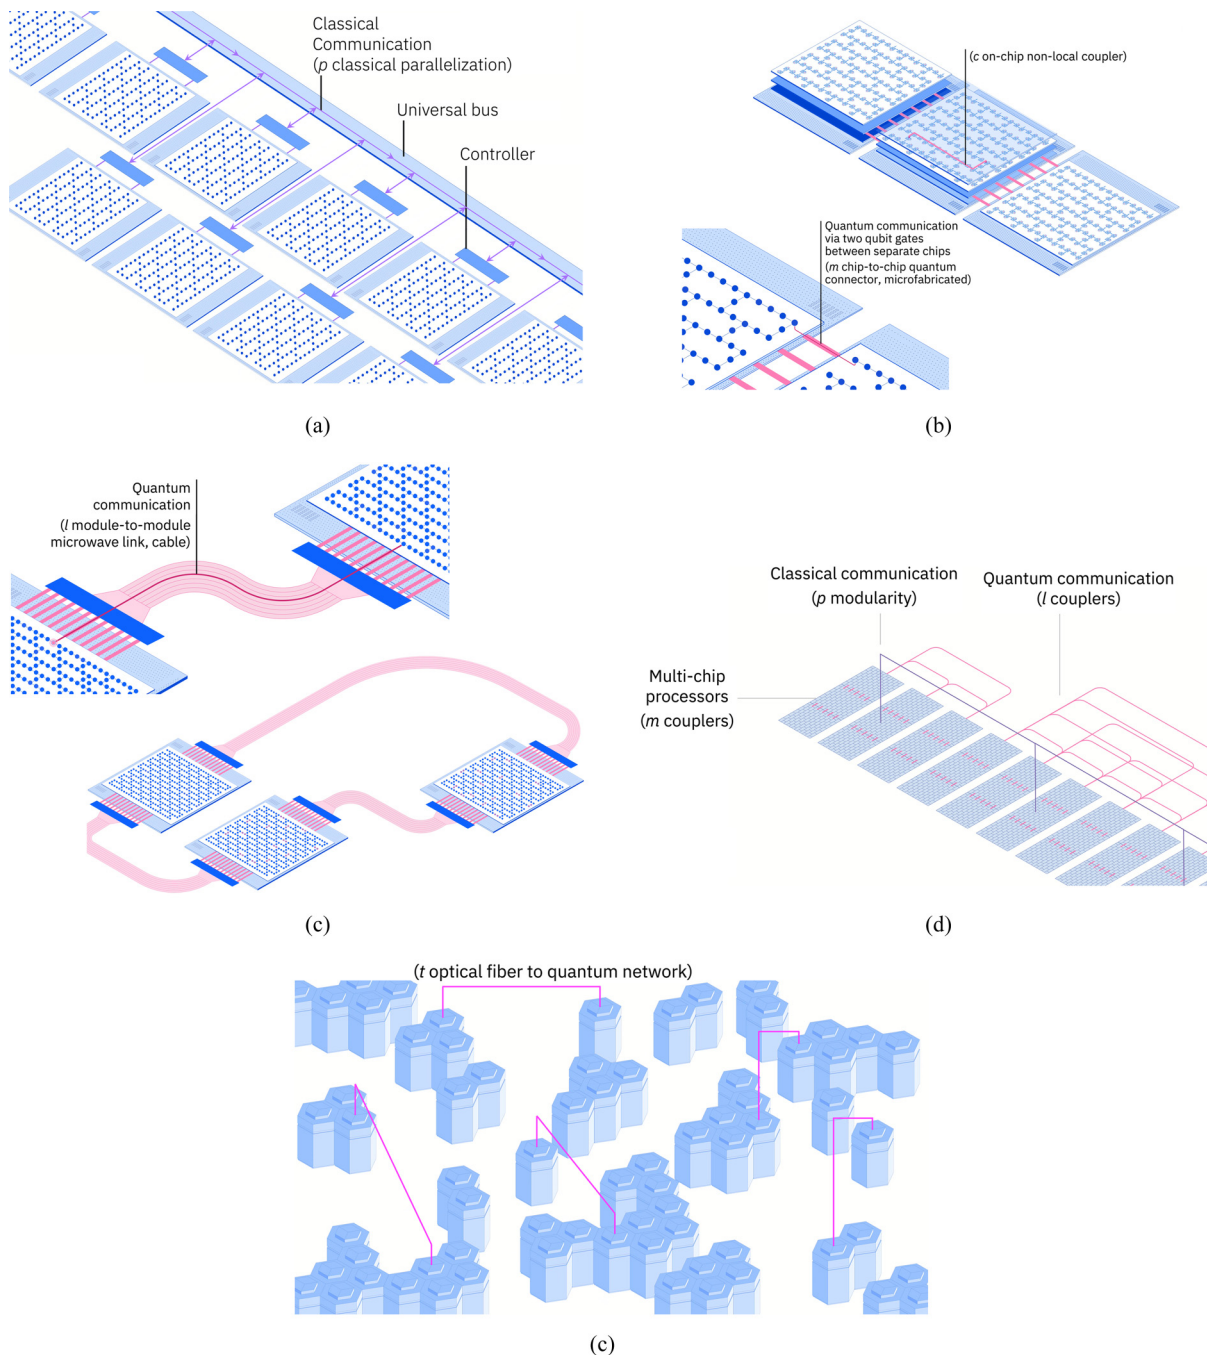 Classical
Communication
(p classical parallelization)
Universal bus
Controller
(a)
(c on-chip non-local coupler)
Quantum communication
via two qubit gates
between separate chips
(m chip-to-chip quantum
connector, microfabricated)
(b)
Quantum
communication
(l module-to-module
microwave link, cable)
(c)
Classical communication
(p modularity)
Quantum communication
(l couplers)
Multi-chip
processors
(m couplers)
(d)
(t optical fiber to quantum network)
(c)